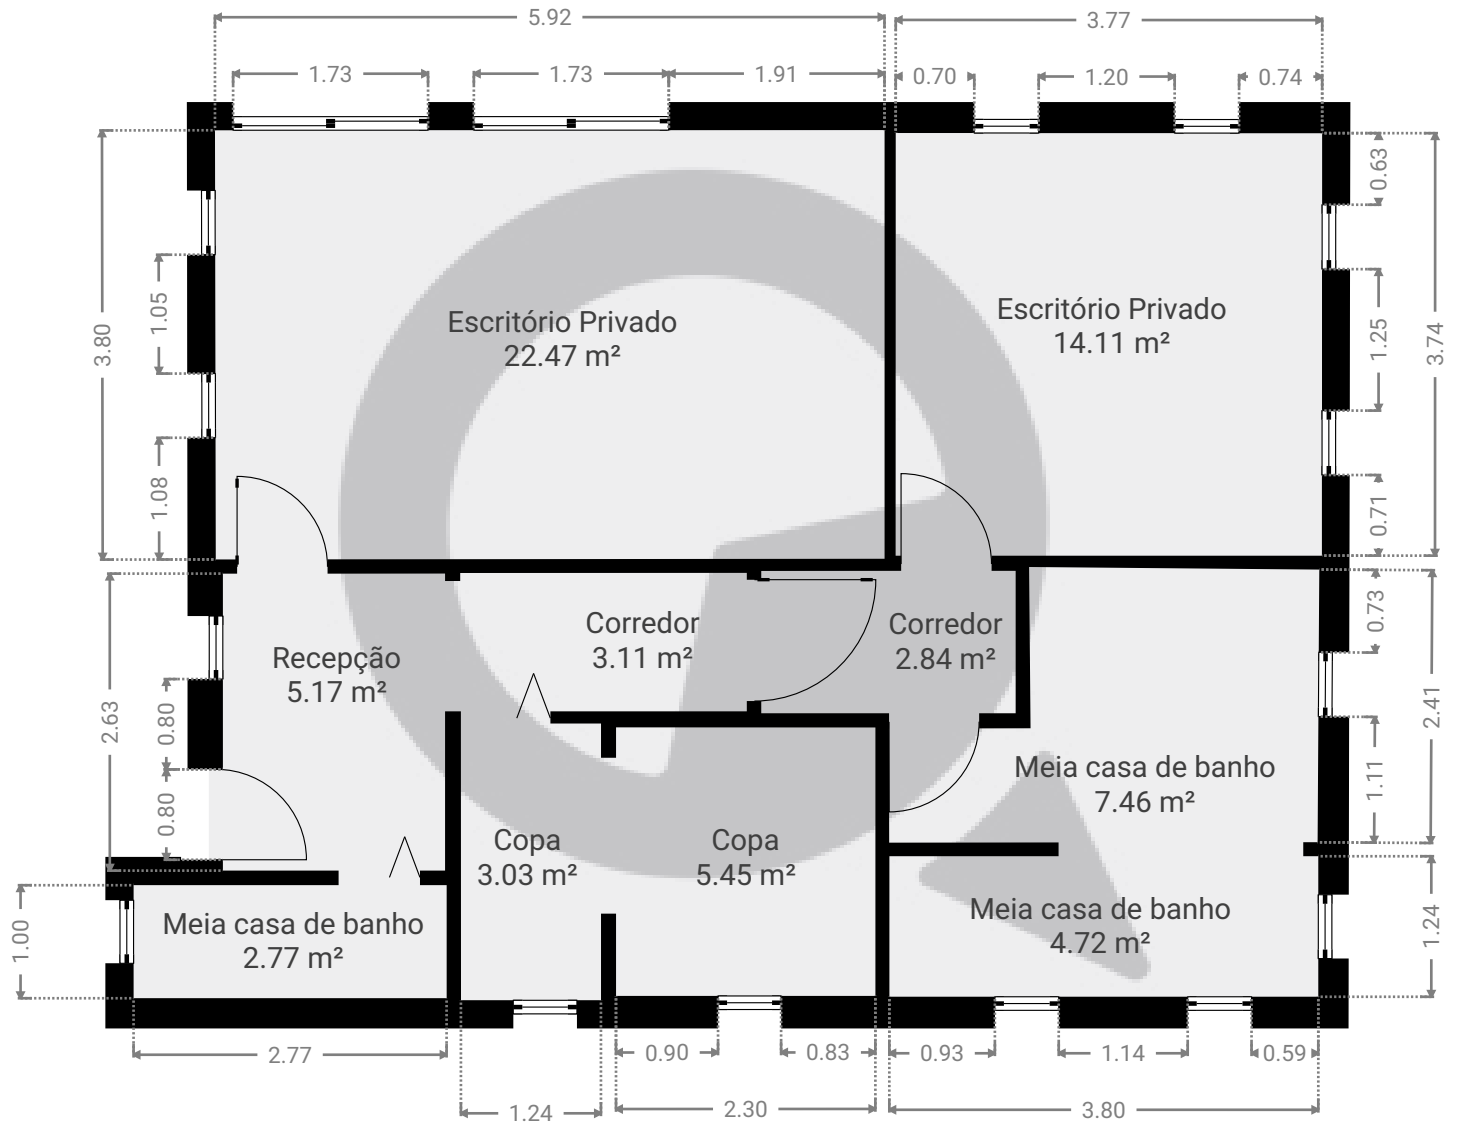 5.92
3.77
1.73
1.73
1.91
0.70
1.20
0.74
0.63
1.05
3.80
Escritório Privado
22.47 m²
Escritório Privado
14.11 m²
1.25
3.74
1.08
0.71
0.73
Corredor
3.11 m²
Corredor
2.84 m²
Recepção
5.17 m²
2.63
0.80
2.41
0.80
Meia casa de banho
7.46 m²
1.11
Copa
3.03 m²
Copa
5.45 m²
1.00
Meia casa de banho
2.77 m²
Meia casa de banho
4.72 m²
1.24
2.77
0.90
0.83
0.93
1.14
0.59
1.24
2.30
3.80